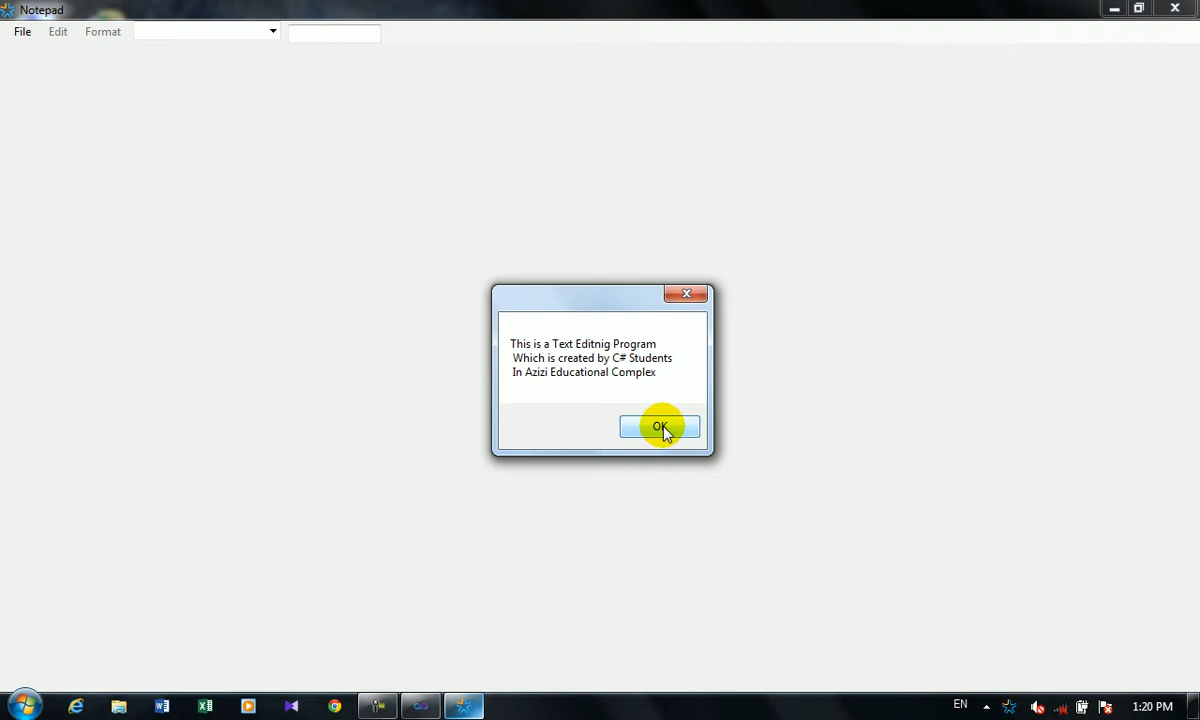 Notepad
File Edit Format
This is a Text Editnig Program
Which is created by C# Students
In Azizi Educational Complex
OK
EN 1:20 PM